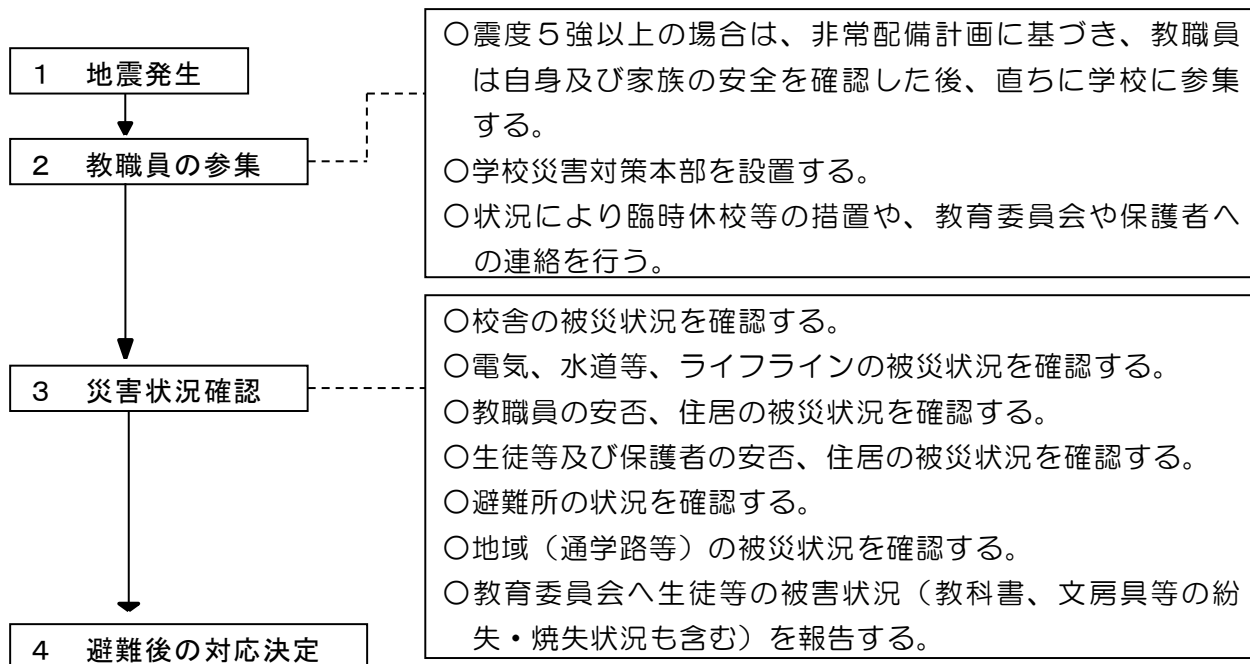 1 地震発生
2 教職員の参集
○震度5強以上の場合は、非常配備計画に基づき、教職員
は自身及び家族の安全を確認した後、直ちに学校に参集
する。
○学校災害対策本部を設置する。
○状況により臨時休校等の措置や、教育委員会や保護者へ
の連絡を行う。
3 災害状況確認
○校舎の被災状況を確認する。
○電気、水道等、ライフラインの被災状況を確認する。
○教職員の安否、住居の被災状況を確認する。
○生徒等及び保護者の安否、住居の被災状況を確認する。
○避難所の状況を確認する。
○地域（通学路等）の被災状況を確認する。
○教育委員会へ生徒等の被害状況（教科書、文房具等の紛
失・焼失状況も含む）を報告する。
4 避難後の対応決定